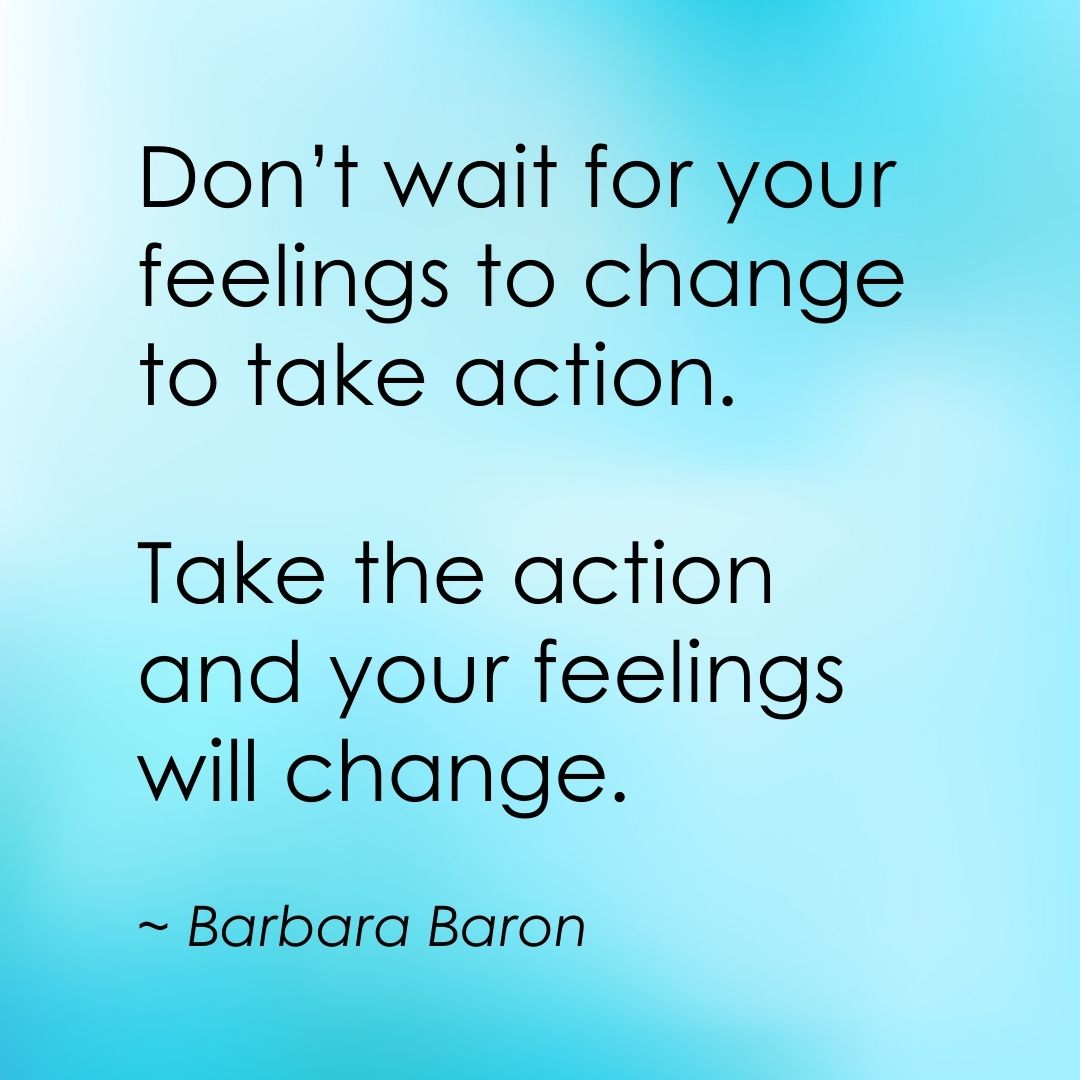 Don’t wait for your
feelings to change
to take action.
Take the action
and your feelings
will change.
~ Barbara Baron